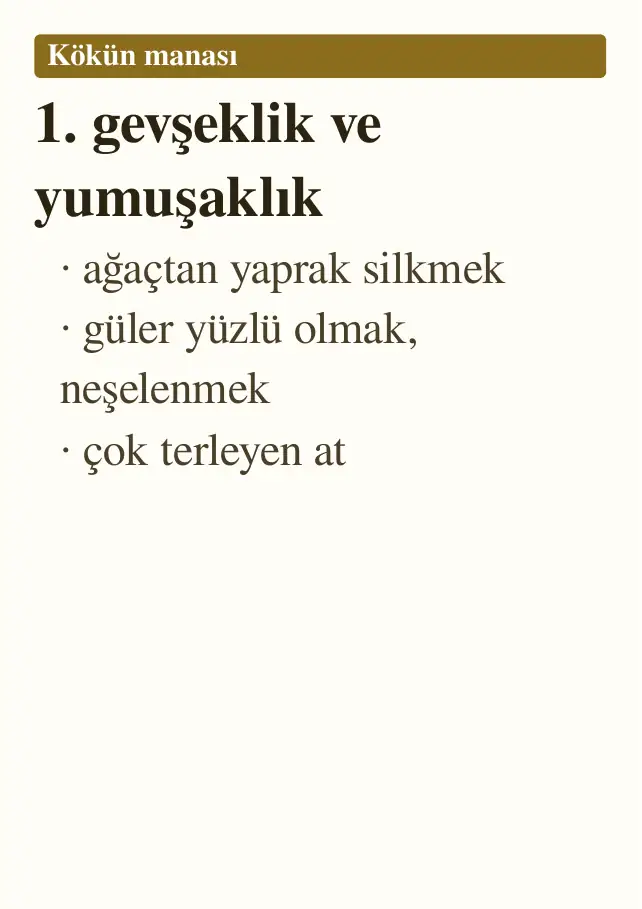 Kökün manası
1. gevşeklik ve
yumuşaklık
· ağaçtan yaprak silkmek
· güler yüzlü olmak,
neşelenmek
· çok terleyen at